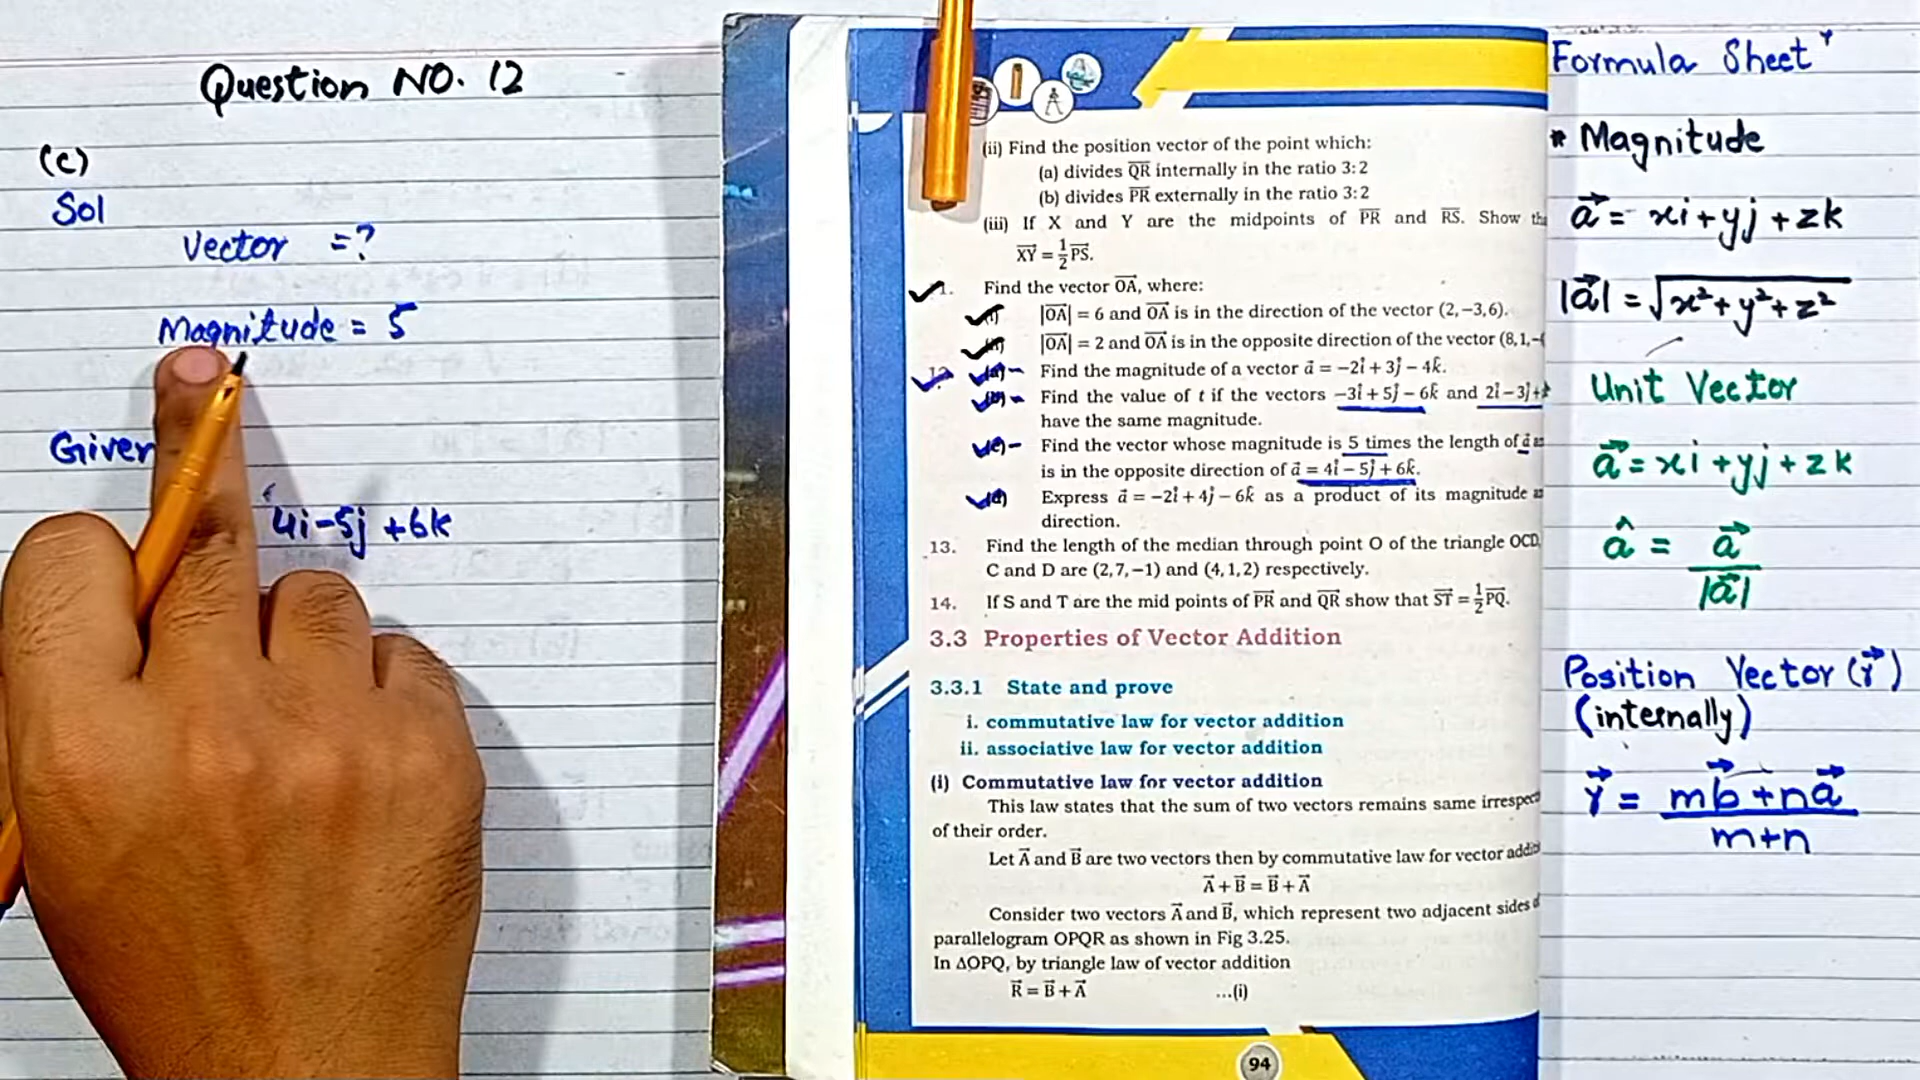 Question NO. 12
(c)
Sol
Vector = ?
Magnitude = 5
Given
4i-5j +6k
(ii) Find the position vector of the point which:
(a) divides QR internally in the ratio 3:2
(b) divides PR externally in the ratio 3:2
(iii) If X and Y are the midpoints of PR and RS. Show
XY = 1/2 PS.
1. Find the vector OA, where:
|OA| = 6 and OA is in the direction of the vector (2,−3,6).
|OA| = 2 and OA is in the opposite direction of the vector (8,1,
12. (a) Find the magnitude of a vector a⃗ = −2î + 3ĵ − 4k̂.
(b) Find the value of t if the vectors −3î + 5ĵ − 6k̂ and 2î − 3ĵ +
have the same magnitude.
(c) Find the vector whose magnitude is 5 times the length of a⃗
is in the opposite direction of a⃗ = 4î − 5ĵ + 6k̂.
(d) Express a⃗ = −2î + 4ĵ − 6k̂ as a product of its magnitude
direction.
13. Find the length of the median through point O of the triangle OCD,
C and D are (2,7,−1) and (4,1,2) respectively.
14. If S and T are the mid points of PR and QR show that ST = 1/2 PQ.
3.3 Properties of Vector Addition
3.3.1 State and prove
i. commutative law for vector addition
ii. associative law for vector addition
(i) Commutative law for vector addition
This law states that the sum of two vectors remains same
of their order.
Let A⃗ and B⃗ are two vectors then by commutative law for vector
A⃗ + B⃗ = B⃗ + A⃗
Consider two vectors A⃗ and B⃗, which represent two adjacent sides
parallelogram OPQR as shown in Fig 3.25.
In ΔOPQ, by triangle law of vector addition
R⃗ = B⃗ + A⃗ ...(i)
94
Formula Sheet
* Magnitude
a⃗ = xi+yj+zk
|a⃗| = √x²+y²+z²
Unit Vector
a⃗ = xi+yj+zk
â = a⃗/|a⃗|
Position Vector (r⃗)
(internally)
r⃗ = mb⃗+na⃗
m+n